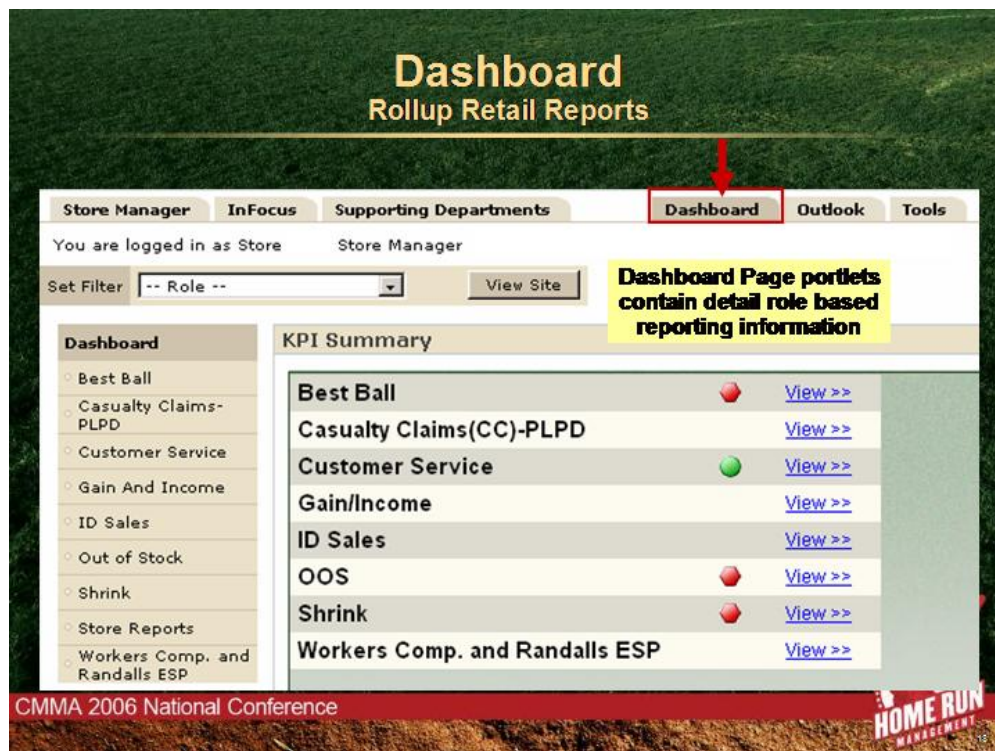 Dashboard
Rollup Retail Reports
Store Manager InFocus Supporting Departments Dashboard Outlook Tools
You are logged in as Store Store Manager
Set Filter -- Role -- View Site
Dashboard Page portlets
contain detail role based
reporting information
Dashboard
Best Ball
Casualty Claims-
PLPD
Customer Service
Gain And Income
ID Sales
Out of Stock
Shrink
Store Reports
Workers Comp. and
Randalls ESP
KPI Summary
Best Ball View >>
Casualty Claims(CC)-PLPD View >>
Customer Service View >>
Gain/Income View >>
ID Sales View >>
OOS View >>
Shrink View >>
Workers Comp. and Randalls ESP View >>
CMMA 2006 National Conference
HOME RUN
MANAGEMENT
18